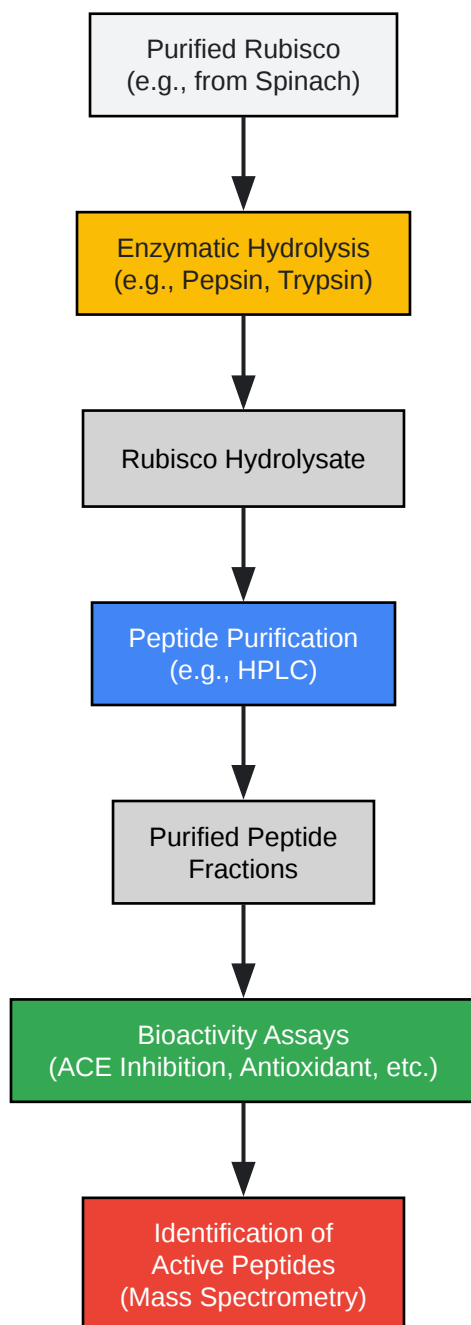 Purified Rubisco
(e.g., from Spinach)
Enzymatic Hydrolysis
(e.g., Pepsin, Trypsin)
Rubisco Hydrolysate
Peptide Purification
(e.g., HPLC)
Purified Peptide
Fractions
Bioactivity Assays
(ACE Inhibition, Antioxidant, etc.)
Identification of
Active Peptides
(Mass Spectrometry)